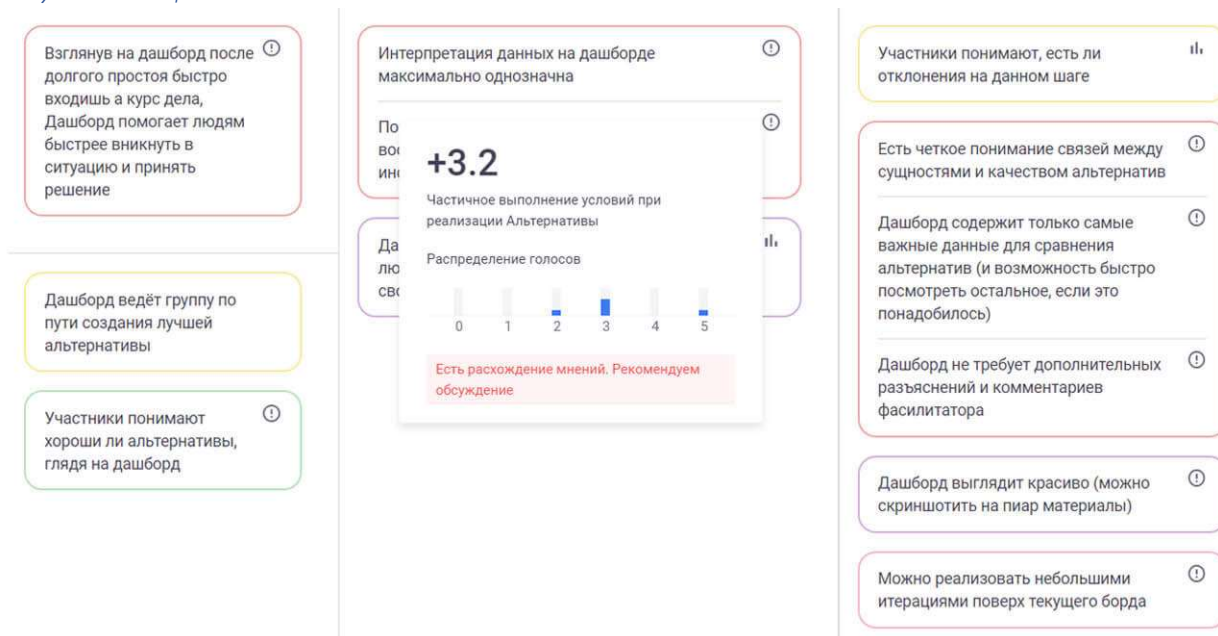 Взглянув на дашборд после
долгого простоя быстро
входишь а курс дела,
Дашборд помогает людям
быстрее вникнуть в
ситуацию и принять
решение
Дашборд ведёт группу по
пути создания лучшей
альтернативы
Участники понимают
хороши ли альтернативы,
глядя на дашборд
Интерпретация данных на дашборде
максимально однозначна
+3.2
Частичное выполнение условий при
реализации Альтернативы
Распределение голосов
0 1 2 3 4 5
Есть расхождение мнений. Рекомендуем
обсуждение
Участники понимают, есть ли
отклонения на данном шаге
Есть четкое понимание связей между
сущностями и качеством альтернатив
Дашборд содержит только самые
важные данные для сравнения
альтернатив (и возможность быстро
посмотреть остальное, если это
понадобилось)
Дашборд не требует дополнительных
разъяснений и комментариев
фасилитатора
Дашборд выглядит красиво (можно
скриншотить на пиар материалы)
Можно реализовать небольшими
итерациями поверх текущего борда